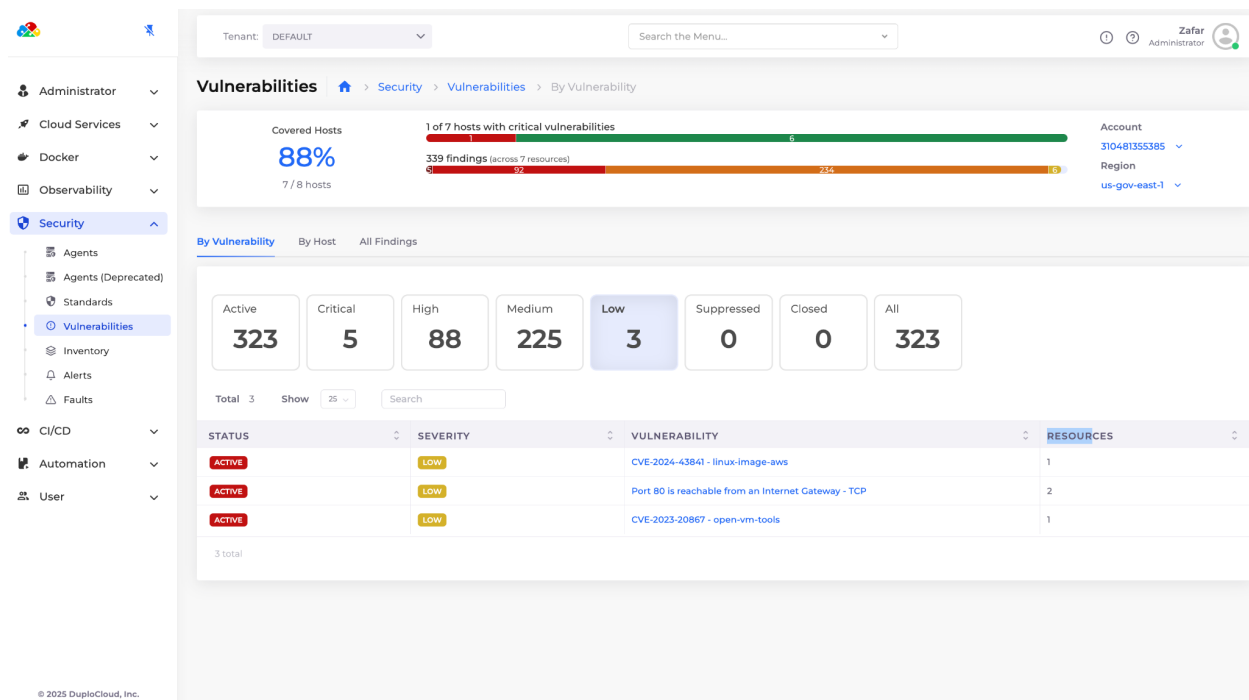 Tenant: DEFAULT
Search the Menu...
Zafar
Administrator
Administrator
Cloud Services
Docker
Observability
Security
Agents
Agents (Deprecated)
Standards
Vulnerabilities
Inventory
Alerts
Faults
CI/CD
Automation
User
© 2025 DuploCloud, Inc.
Vulnerabilities > Security > Vulnerabilities > By Vulnerability
Covered Hosts
88%
7 / 8 hosts
1 of 7 hosts with critical vulnerabilities
1 6
339 findings (across 7 resources)
5 92 234 6
Account
310481355385
Region
us-gov-east-1
By Vulnerability By Host All Findings
Active Critical High Medium Low Suppressed Closed All
323 5 88 225 3 0 0 323
Total 3 Show 25 Search
STATUS SEVERITY VULNERABILITY RESOURCES
ACTIVE LOW CVE-2024-43841 - linux-image-aws 1
ACTIVE LOW Port 80 is reachable from an Internet Gateway - TCP 2
ACTIVE LOW CVE-2023-20867 - open-vm-tools 1
3 total